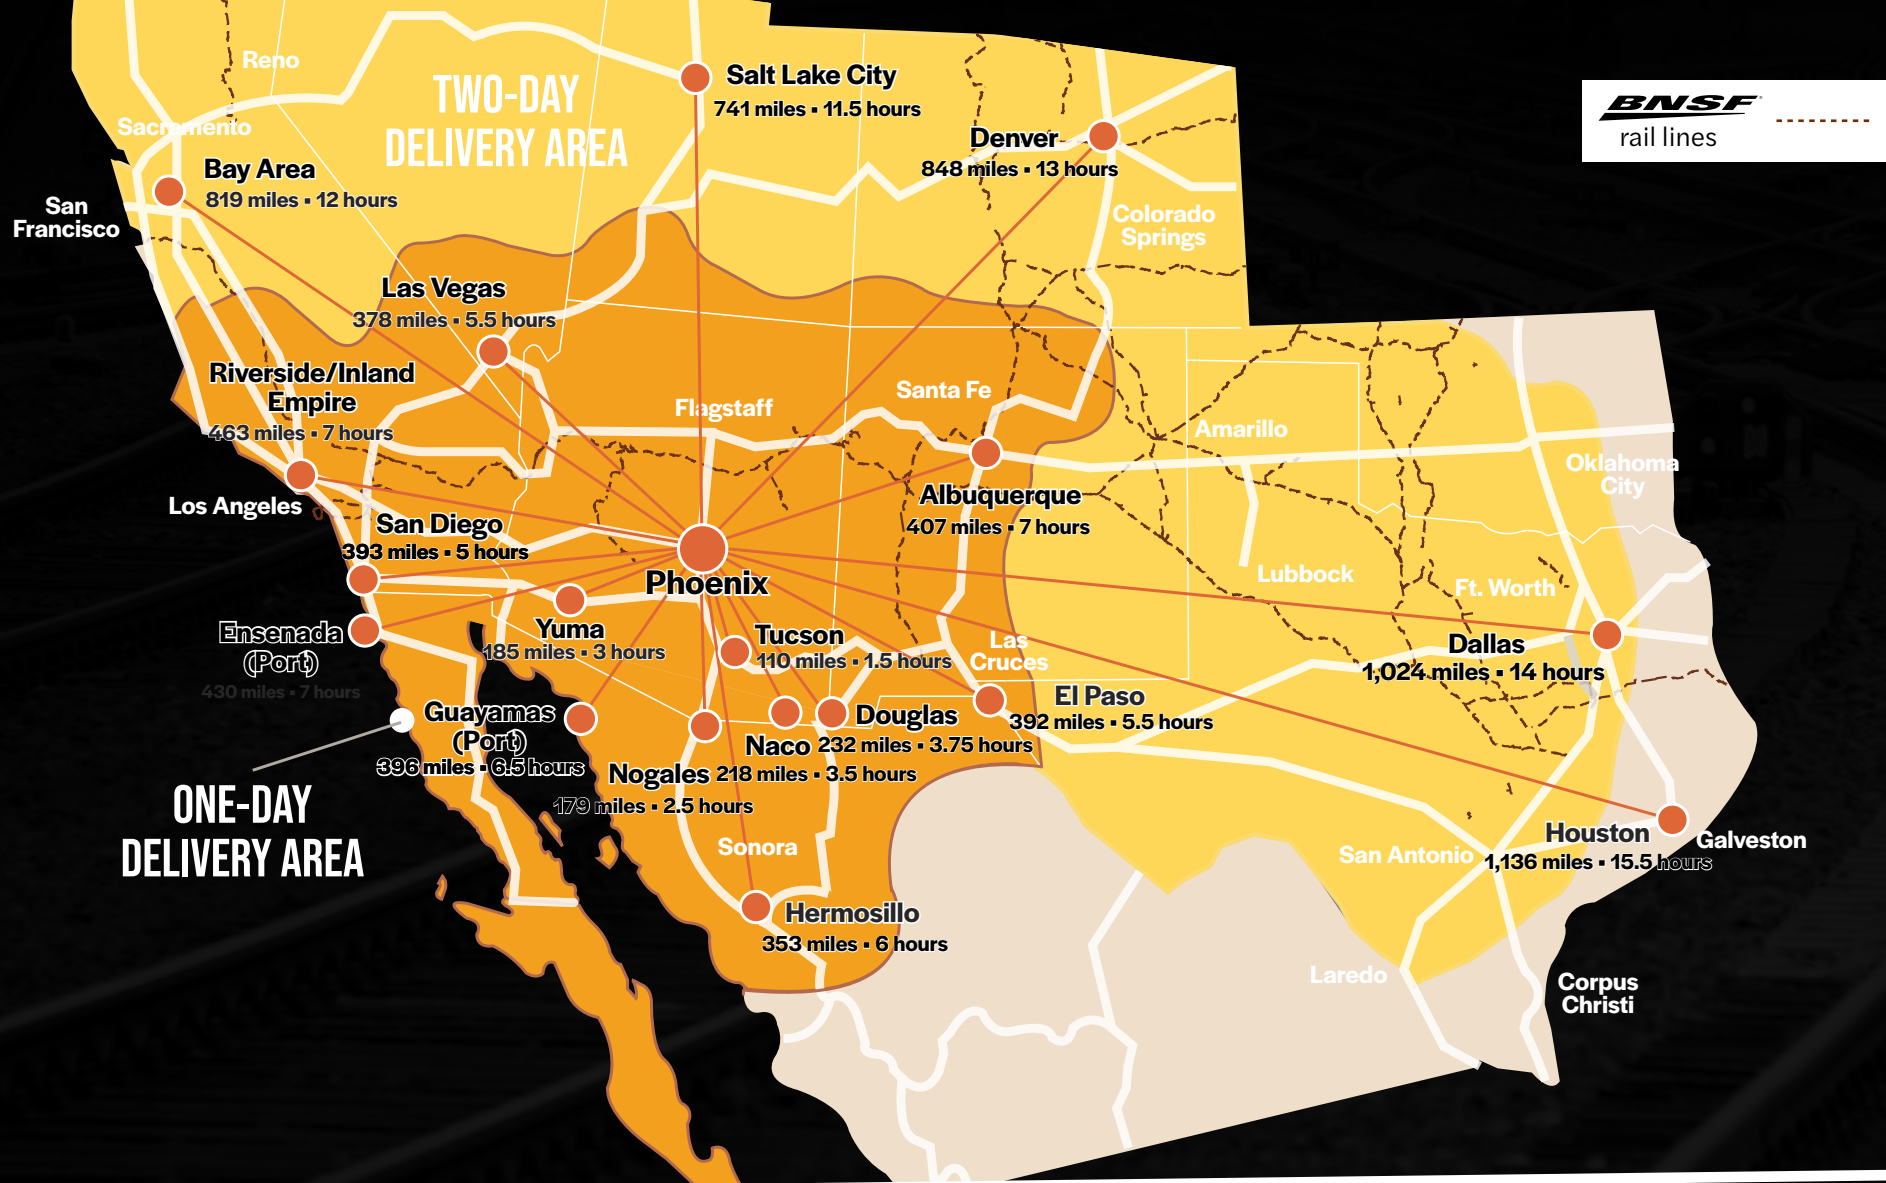 Reno
TWO-DAY
DELIVERY AREA
Salt Lake City
741 miles ▪ 11.5 hours
Sacramento
Denver
848 miles ▪ 13 hours
BNSF
rail lines
Bay Area
819 miles ▪ 12 hours
San
Francisco
Colorado
Springs
Las Vegas
378 miles ▪ 5.5 hours
Riverside/Inland
Empire
463 miles ▪ 7 hours
Flagstaff
Santa Fe
Amarillo
Oklahoma
City
Los Angeles
Albuquerque
407 miles ▪ 7 hours
San Diego
393 miles ▪ 5 hours
Phoenix
Lubbock
Ft. Worth
Ensenada
(Port)
430 miles ▪ 7 hours
Yuma
185 miles ▪ 3 hours
Tucson
110 miles ▪ 1.5 hours
Las
Cruces
Dallas
1,024 miles ▪ 14 hours
El Paso
392 miles ▪ 5.5 hours
Guayamas
(Port)
396 miles ▪ 6.5 hours
Douglas
232 miles ▪ 3.75 hours
Naco
218 miles ▪ 3.5 hours
Nogales
179 miles ▪ 2.5 hours
ONE-DAY
DELIVERY AREA
Sonora
Hermosillo
353 miles ▪ 6 hours
Houston
1,136 miles ▪ 15.5 hours
Galveston
San Antonio
Laredo
Corpus
Christi